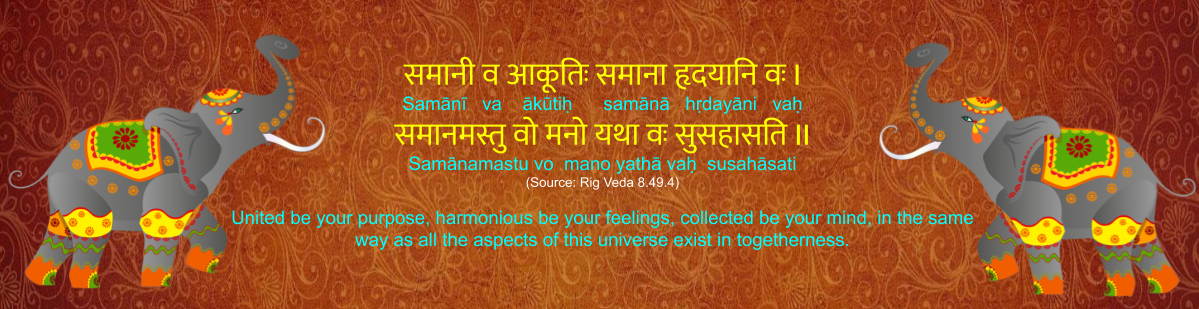 समानी व आकूतिः समाना हृदयानि वः ।
Samānī va ākūtiḥ samānā hrdayāni vaḥ
समानमस्तु वो मनो यथा वः सुसहासति ॥
Samānamastu vo mano yathā vaḥ susahāsati
(Source: Rig Veda 8.49.4)
United be your purpose, harmonious be your feelings, collected be your mind, in the same
way as all the aspects of this universe exist in togetherness.